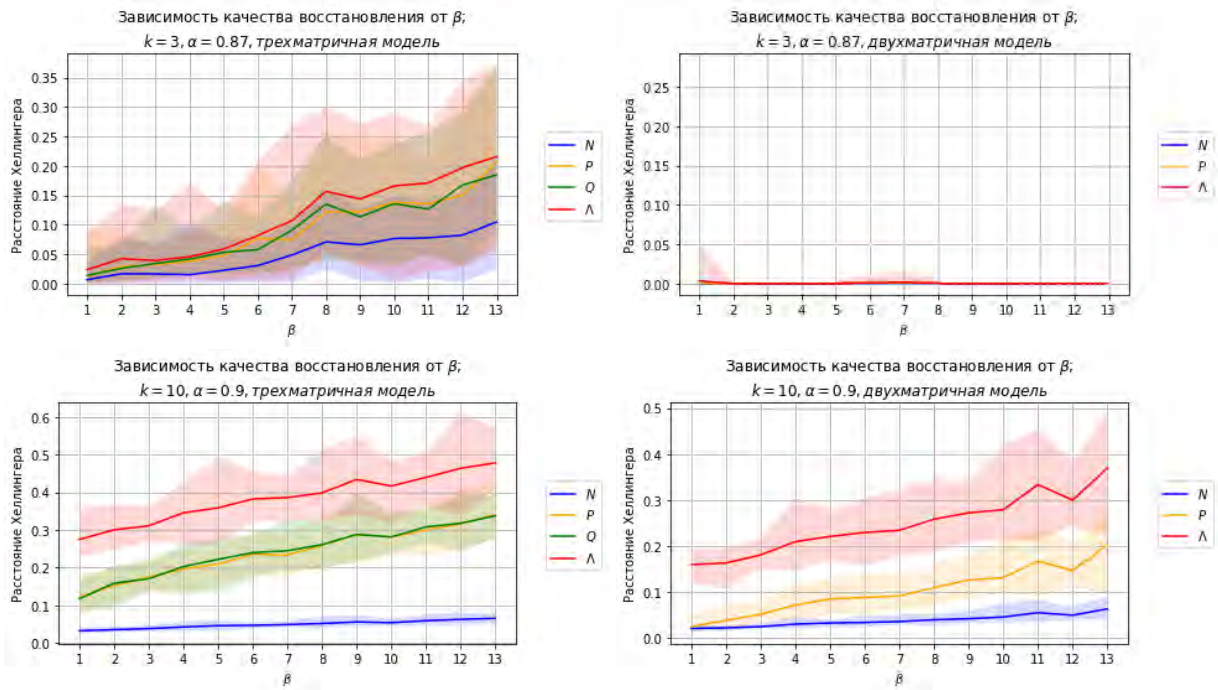 Зависимость качества восстановления от β;
k = 3, α = 0.87, трехматричная модель
Расстояние Хеллингера
0.35
0.30
0.25
0.20
0.15
0.10
0.05
0.00
1 2 3 4 5 6 7 8 9 10 11 12 13
β
N
P
Q
Λ
Зависимость качества восстановления от β;
k = 3, α = 0.87, двухматричная модель
Расстояние Хеллингера
0.25
0.20
0.15
0.10
0.05
0.00
1 2 3 4 5 6 7 8 9 10 11 12 13
β
N
P
Λ
Зависимость качества восстановления от β;
k = 10, α = 0.9, трехматричная модель
Расстояние Хеллингера
0.6
0.5
0.4
0.3
0.2
0.1
0.0
1 2 3 4 5 6 7 8 9 10 11 12 13
β
N
P
Q
Λ
Зависимость качества восстановления от β;
k = 10, α = 0.9, двухматричная модель
Расстояние Хеллингера
0.5
0.4
0.3
0.2
0.1
0.0
1 2 3 4 5 6 7 8 9 10 11 12 13
β
N
P
Λ